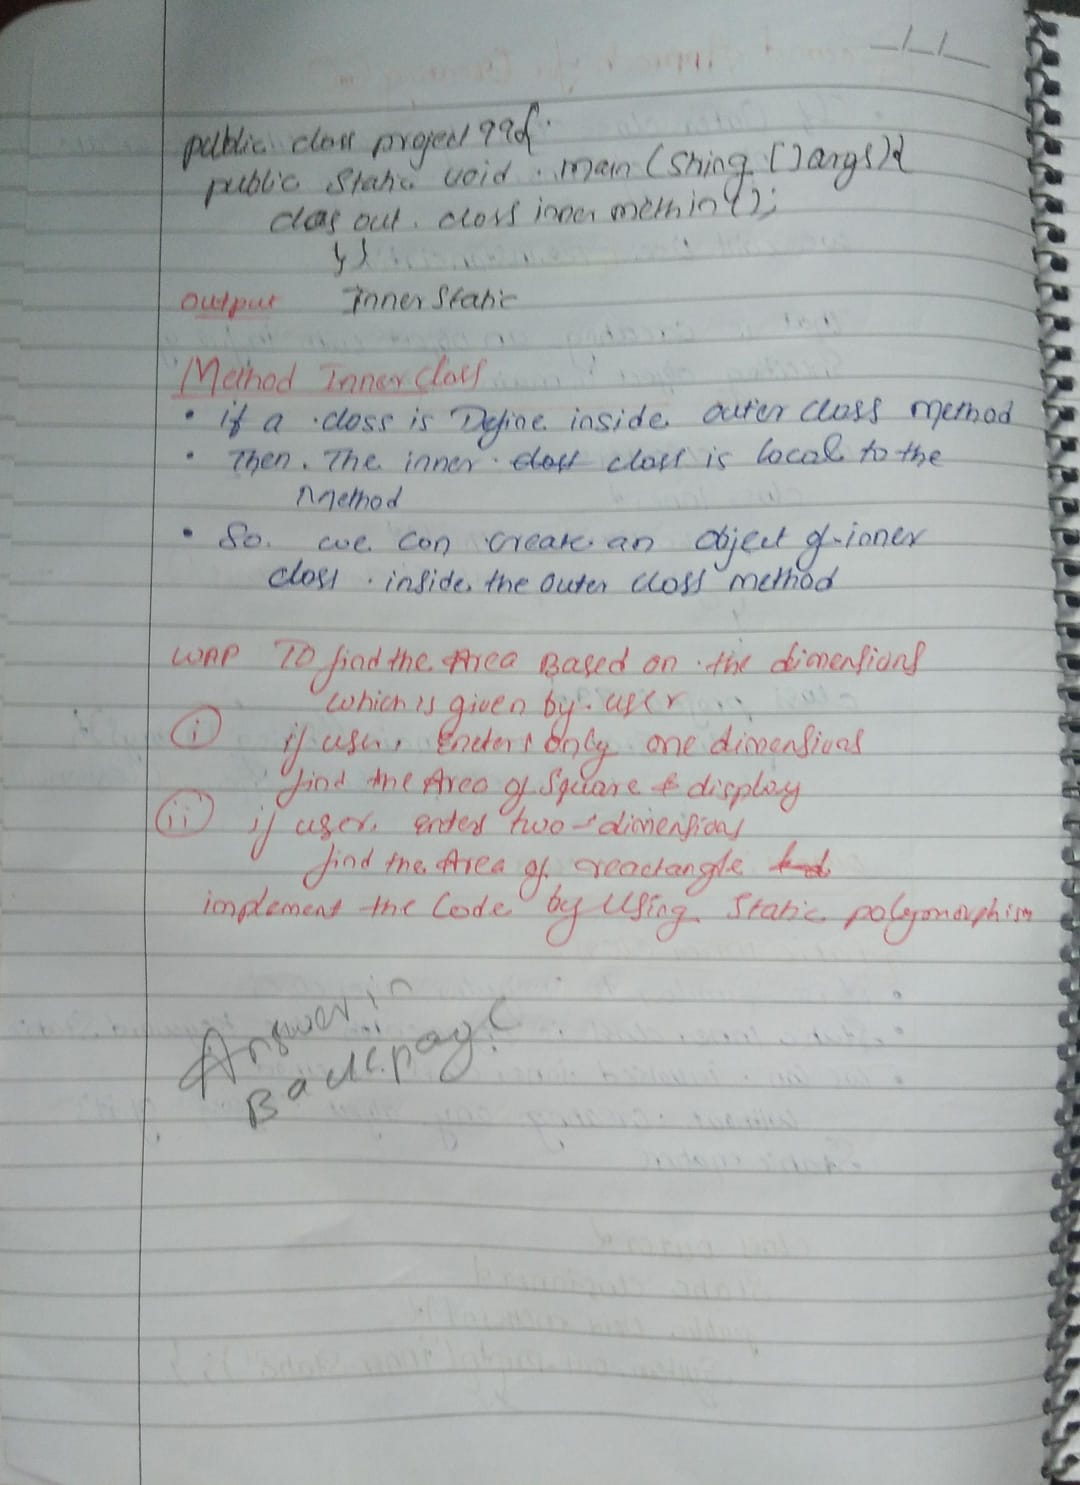 public class project 99{
public static void main (String []args){
class out. class inner.methin1();
}}
output Inner Static
Method Inner Class
• if a class is Define inside outer class method
• Then. The inner class is local to the
method
• So. we can create an object of inner
class inside the outer class method
WAP TO find the Area Based on the dimensions
which is given by user
(i) if user Enters only one dimensions
find the Area of Square & display
(ii) if user enters two-dimensions
find the Area of reactangle
implement the Code by Using Static polymorphism
Answer in
Back page